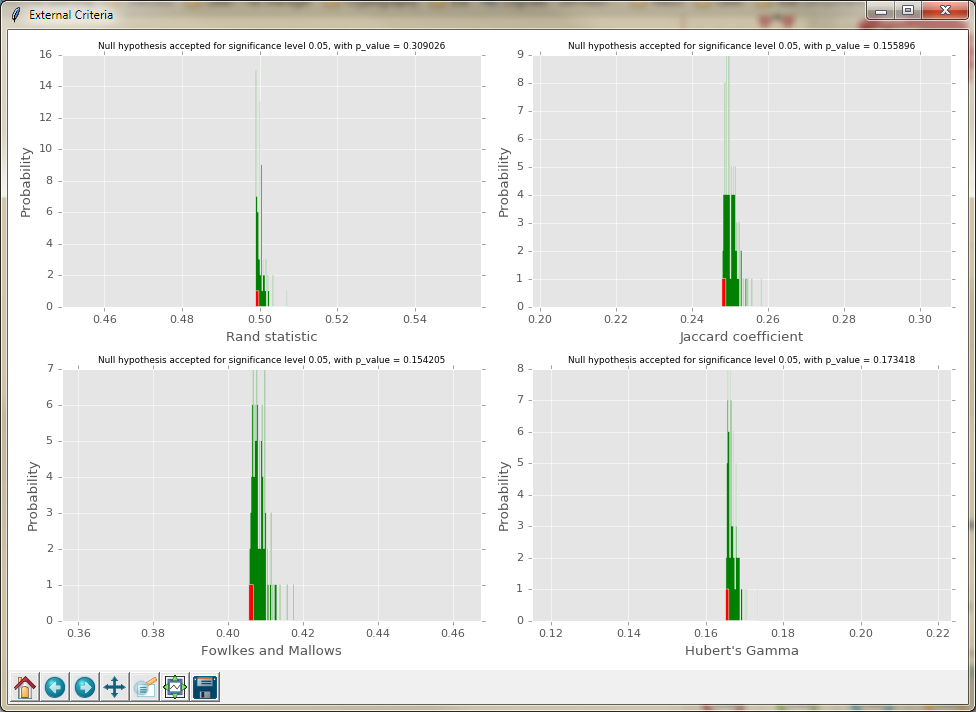 External Criteria
Null hypothesis accepted for significance level 0.05, with p_value = 0.309026
16
14
12
10
8
6
4
2
0
Probability
0.46 0.48 0.50 0.52 0.54
Rand statistic
Null hypothesis accepted for significance level 0.05, with p_value = 0.155896
9
8
7
6
5
4
3
2
1
0
Probability
0.20 0.22 0.24 0.26 0.28 0.30
Jaccard coefficient
Null hypothesis accepted for significance level 0.05, with p_value = 0.154205
7
6
5
4
3
2
1
0
Probability
0.36 0.38 0.40 0.42 0.44 0.46
Fowlkes and Mallows
Null hypothesis accepted for significance level 0.05, with p_value = 0.173418
8
7
6
5
4
3
2
1
0
Probability
0.12 0.14 0.16 0.18 0.20 0.22
Hubert's Gamma